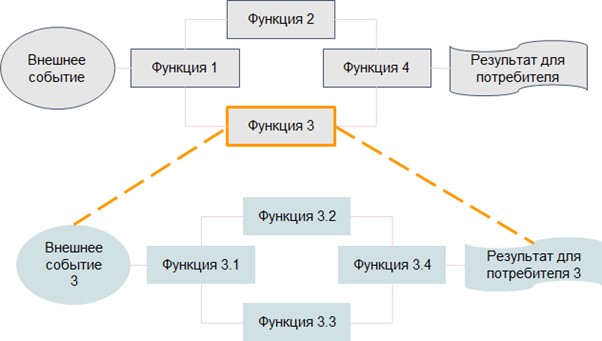 Функция 2
Внешнее
событие
Функция 1
Функция 4
Результат для
потребителя
Функция 3
Функция 3.2
Внешнее
событие
3
Функция 3.1
Функция 3.4
Результат для
потребителя 3
Функция 3.3